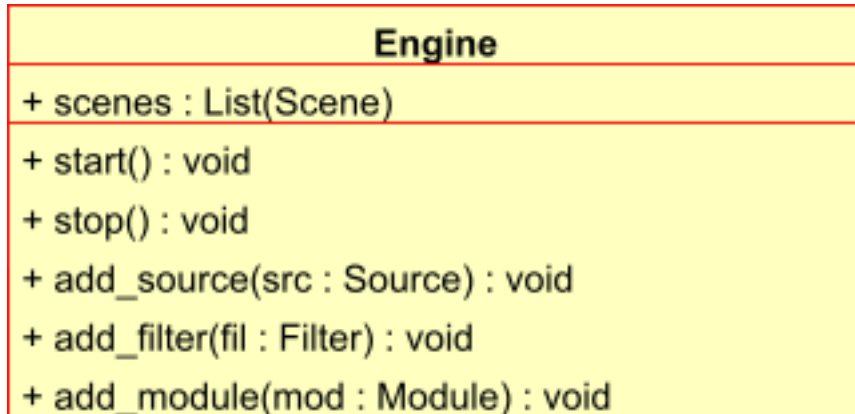 Engine
+ scenes : List(Scene)
+ start() : void
+ stop() : void
+ add_source(src : Source) : void
+ add_filter(fil : Filter) : void
+ add_module(mod : Module) : void